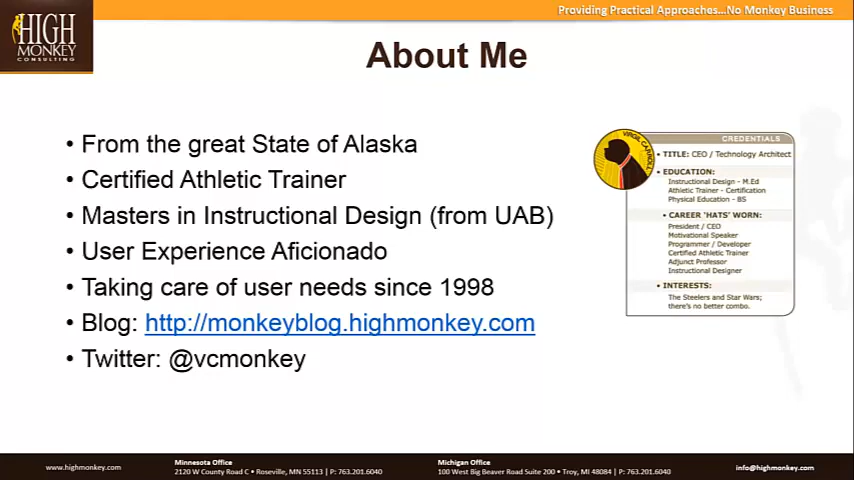 Providing Practical Approaches...No Monkey Business
HIGH
MONKEY
CONSULTING
About Me
• From the great State of Alaska
• Certified Athletic Trainer
• Masters in Instructional Design (from UAB)
• User Experience Aficionado
• Taking care of user needs since 1998
• Blog: http://monkeyblog.highmonkey.com
• Twitter: @vcmonkey
VIRGIL CARROLL
CREDENTIALS
• TITLE: CEO / Technology Architect
• EDUCATION:
Instructional Design - M.Ed
Athletic Trainer - Certification
Physical Education - BS
• CAREER 'HATS' WORN:
President / CEO
Motivational Speaker
Programmer / Developer
Certified Athletic Trainer
Adjunct Professor
Instructional Designer
• INTERESTS:
The Steelers and Star Wars;
there's no better combo.
www.highmonkey.com
Minnesota Office
2120 W County Road C • Roseville, MN 55113 | P: 763.201.6040
Michigan Office
100 West Big Beaver Road Suite 200 • Troy, MI 48084 | P: 763.201.6040
info@highmonkey.com